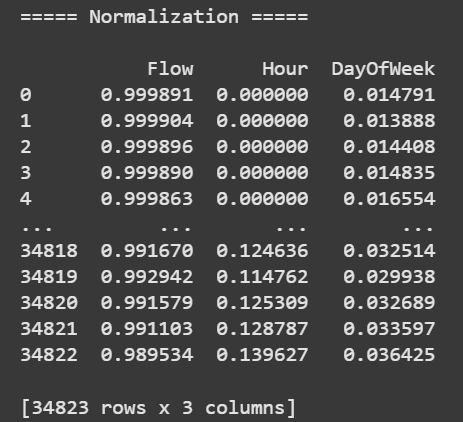 ===== Normalization =====
Flow Hour DayOfWeek
0 0.999891 0.000000 0.014791
1 0.999904 0.000000 0.013888
2 0.999896 0.000000 0.014408
3 0.999890 0.000000 0.014835
4 0.999863 0.000000 0.016554
... ... ... ...
34818 0.991670 0.124636 0.032514
34819 0.992942 0.114762 0.029938
34820 0.991579 0.125309 0.032689
34821 0.991103 0.128787 0.033597
34822 0.989534 0.139627 0.036425
[34823 rows x 3 columns]